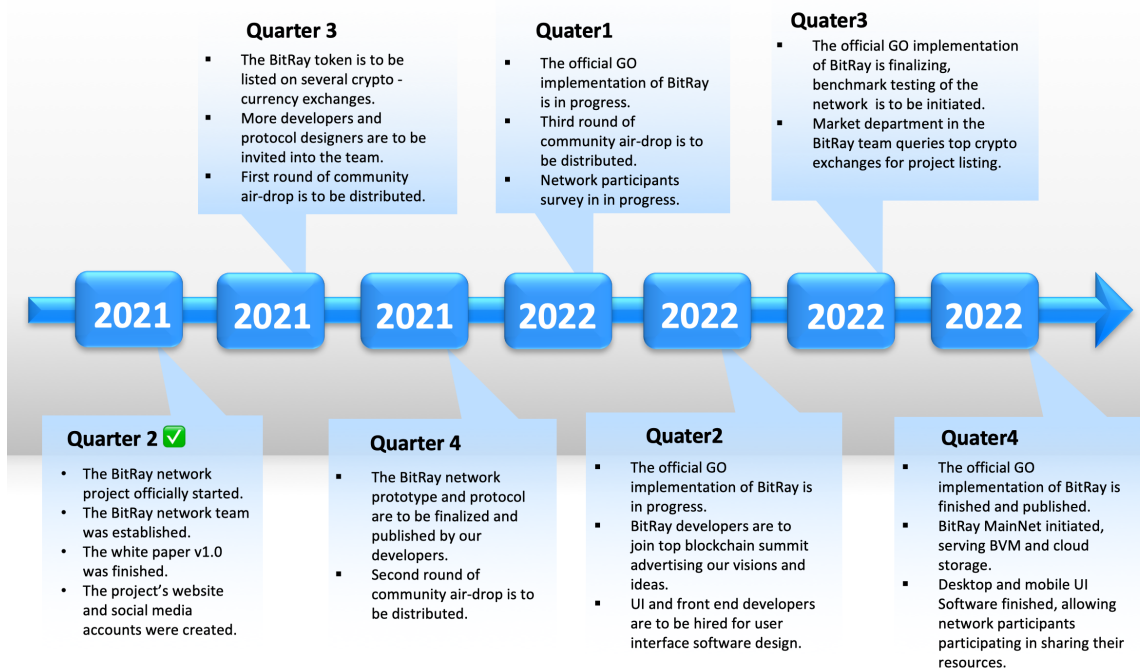 Quarter 3
▪ The BitRay token is to be
listed on several crypto -
currency exchanges.
▪ More developers and
protocol designers are to be
invited into the team.
▪ First round of community
air-drop is to be distributed.
Quater1
▪ The official GO
implementation of BitRay
is in progress.
▪ Third round of
community air-drop is to
be distributed.
▪ Network participants
survey in in progress.
Quater3
▪ The official GO implementation
of BitRay is finalizing,
benchmark testing of the
network is to be initiated.
▪ Market department in the
BitRay team queries top crypto
exchanges for project listing.
2021
2021
2021
2022
2022
2022
2022
Quarter 2 ✅
• The BitRay network
project officially started.
• The BitRay network team
was established.
• The white paper v1.0
was finished.
• The project’s website
and social media
accounts were created.
Quarter 4
▪ The BitRay network
prototype and protocol
are to be finalized and
published by our
developers.
▪ Second round of
community air-drop is to
be distributed.
Quater2
▪ The official GO
implementation of BitRay is
in progress.
▪ BitRay developers are to
join top blockchain summit
advertising our visions and
ideas.
▪ UI and front end developers
are to be hired for user
interface software design.
Quater4
▪ The official GO
implementation of BitRay is
finished and published.
▪ BitRay MainNet initiated,
serving BVM and cloud
storage.
▪ Desktop and mobile UI
Software finished, allowing
network participants
participating in sharing their
resources.